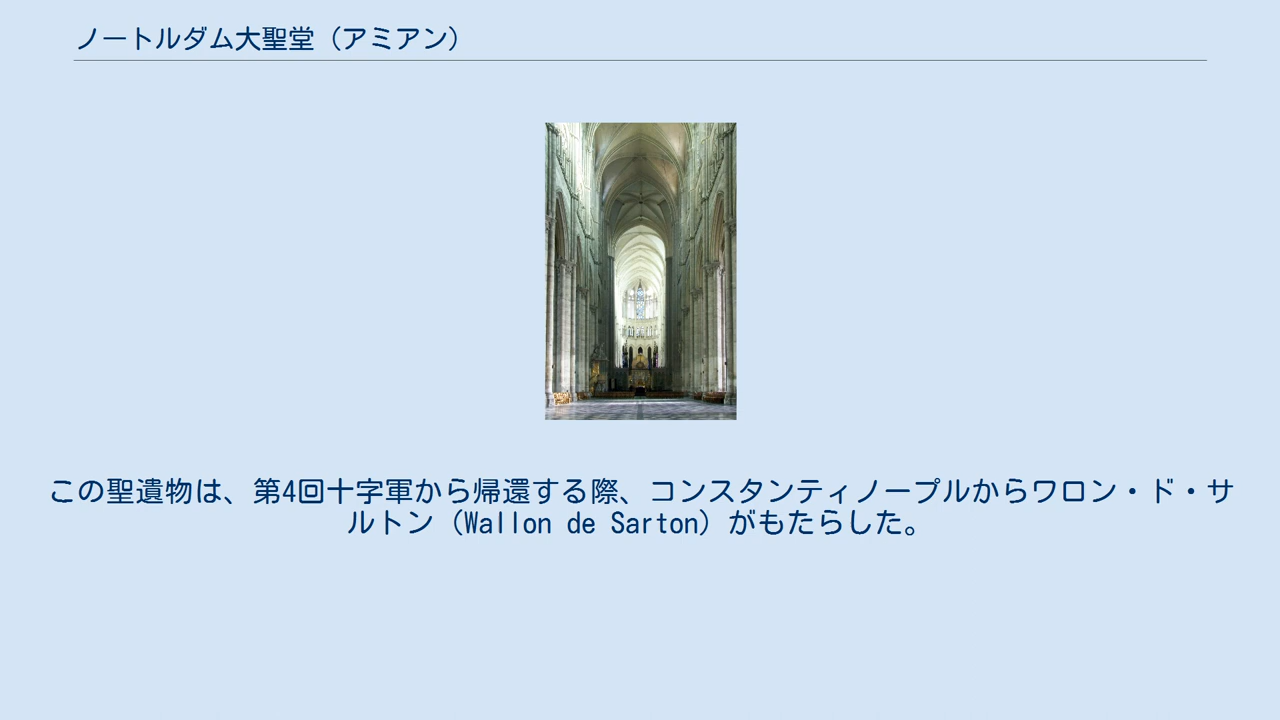 ノートルダム大聖堂（アミアン）
この聖遺物は、第4回十字軍から帰還する際、コンスタンティノープルからワロン・ド・サ
ルトン（Wallon de Sarton）がもたらした。